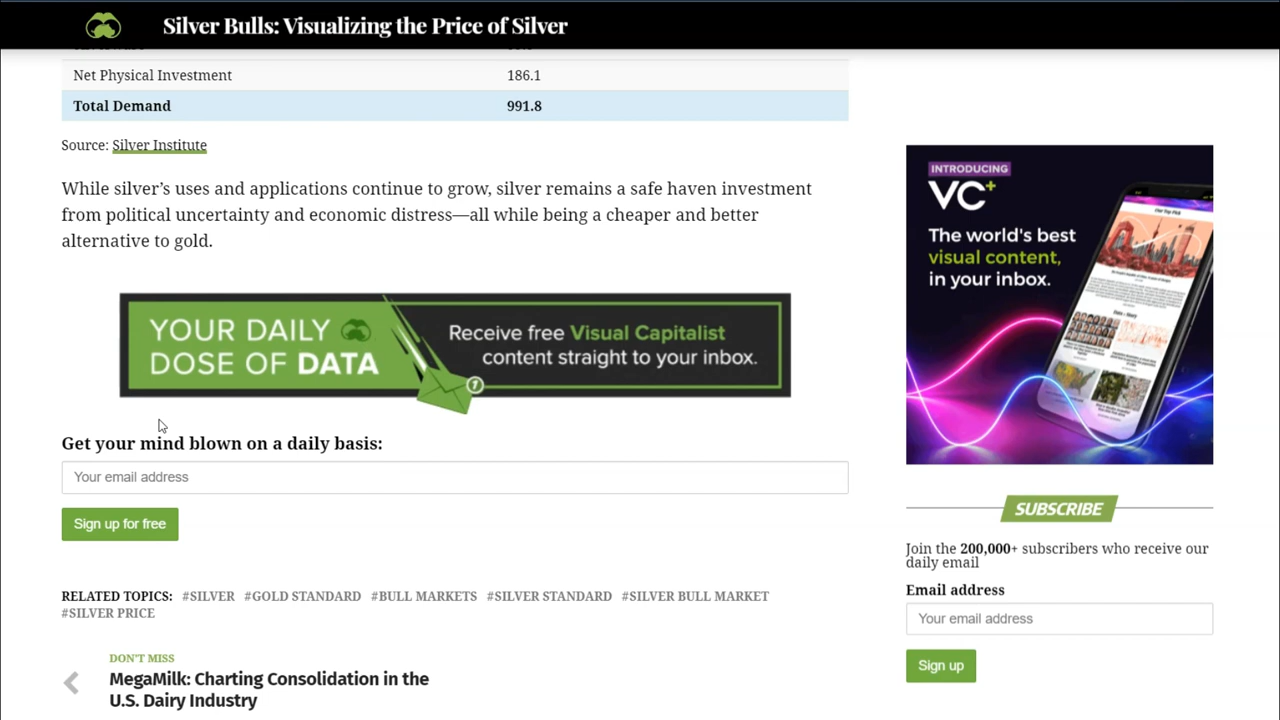 Silver Bulls: Visualizing the Price of Silver
Net Physical Investment 186.1
Total Demand 991.8
Source: Silver Institute
While silver’s uses and applications continue to grow, silver remains a safe haven investment
from political uncertainty and economic distress—all while being a cheaper and better
alternative to gold.
YOUR DAILY
DOSE OF DATA
Receive free Visual Capitalist
content straight to your inbox.
1
Get your mind blown on a daily basis:
Your email address
Sign up for free
RELATED TOPICS: #SILVER #GOLD STANDARD #BULL MARKETS #SILVER STANDARD #SILVER BULL MARKET
#SILVER PRICE
DON'T MISS
MegaMilk: Charting Consolidation in the
U.S. Dairy Industry
INTRODUCING
VC+
The world's best
visual content,
in your inbox.
Our Top Pick
SUBSCRIBE
Join the 200,000+ subscribers who receive our
daily email
Email address
Your email address
Sign up